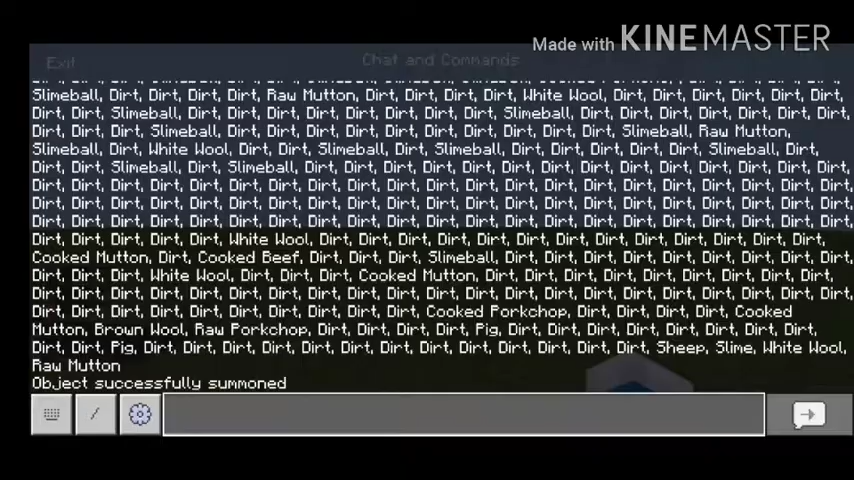 Made with KINEMASTER
Exit
Chat and Commands
Slimeball, Dirt, Dirt, Dirt, Dirt, Raw Mutton, Dirt, Dirt, Dirt, Dirt, White Wool, Dirt, Dirt, Dirt, Dirt, Dirt, Dirt,
Dirt, Dirt, Slimeball, Dirt, Dirt, Dirt, Dirt, Dirt, Dirt, Dirt, Dirt, Slimeball, Dirt, Dirt, Dirt, Dirt, Dirt, Dirt, Dirt,
Dirt, Dirt, Dirt, Slimeball, Dirt, Dirt, Dirt, Dirt, Dirt, Dirt, Dirt, Dirt, Dirt, Dirt, Slimeball, Raw Mutton,
Slimeball, Dirt, White Wool, Dirt, Dirt, Slimeball, Dirt, Slimeball, Dirt, Dirt, Dirt, Dirt, Dirt, Slimeball, Dirt,
Dirt, Dirt, Slimeball, Dirt, Slimeball, Dirt, Dirt, Dirt, Dirt, Dirt, Dirt, Dirt, Dirt, Dirt, Dirt, Dirt, Dirt, Dirt, Dirt,
Dirt, Dirt, Dirt, Dirt, Dirt, Dirt, Dirt, Dirt, Dirt, Dirt, Dirt, Dirt, Dirt, Dirt, Dirt, Dirt, Dirt, Dirt, Dirt, Dirt, Dirt,
Dirt, Dirt, Dirt, Dirt, Dirt, Dirt, Dirt, Dirt, Dirt, Dirt, Dirt, Dirt, Dirt, Dirt, Dirt, Dirt, Dirt, Dirt, Dirt, Dirt, Dirt,
Dirt, Dirt, Dirt, Dirt, Dirt, Dirt, Dirt, Dirt, Dirt, Dirt, Dirt, Dirt, Dirt, Dirt, Dirt, Dirt, Dirt, Dirt, Dirt, Dirt, Dirt,
Dirt, Dirt, Dirt, Dirt, Dirt, White Wool, Dirt, Dirt, Dirt, Dirt, Dirt, Dirt, Dirt, Dirt, Dirt, Dirt, Dirt, Dirt, Dirt,
Cooked Mutton, Dirt, Cooked Beef, Dirt, Dirt, Dirt, Slimeball, Dirt, Dirt, Dirt, Dirt, Dirt, Dirt, Dirt, Dirt, Dirt,
Dirt, Dirt, Dirt, White Wool, Dirt, Dirt, Dirt, Cooked Mutton, Dirt, Dirt, Dirt, Dirt, Dirt, Dirt, Dirt, Dirt, Dirt,
Dirt, Dirt, Dirt, Dirt, Dirt, Dirt, Dirt, Dirt, Dirt, Dirt, Dirt, Dirt, Dirt, Dirt, Dirt, Dirt, Dirt, Dirt, Dirt, Dirt, Dirt,
Dirt, Dirt, Dirt, Dirt, Dirt, Dirt, Dirt, Dirt, Dirt, Dirt, Cooked Porkchop, Dirt, Dirt, Dirt, Dirt, Cooked
Mutton, Brown Wool, Raw Porkchop, Dirt, Dirt, Dirt, Dirt, Pig, Dirt, Dirt, Dirt, Dirt, Dirt, Dirt, Dirt, Dirt,
Dirt, Dirt, Pig, Dirt, Dirt, Dirt, Dirt, Dirt, Dirt, Dirt, Dirt, Dirt, Dirt, Dirt, Dirt, Dirt, Sheep, Slime, White Wool,
Raw Mutton
Object successfully summoned
/